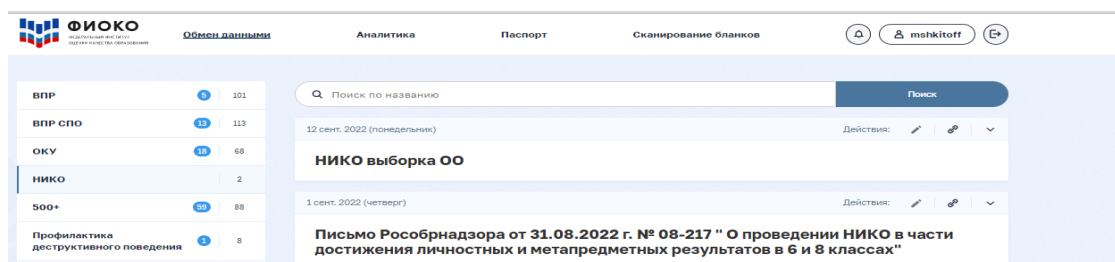 ФИОКО
ФЕДЕРАЛЬНЫЙ ИНСТИТУТ
ОЦЕНКИ КАЧЕСТВА ОБРАЗОВАНИЯ
Обмен данными
Аналитика
Паспорт
Сканирование бланков
mshkitoff
ВПР 5 101
ВПР СПО 13 113
ОКУ 18 68
НИКО 2
500+ 59 88
Профилактика
деструктивного поведения 1 8
Поиск по названию
Поиск
12 сент. 2022 (понедельник) Действия:
НИКО выборка ОО
1 сент. 2022 (четверг) Действия:
Письмо Рособрнадзора от 31.08.2022 г. № 08-217 " О проведении НИКО в части
достижения личностных и метапредметных результатов в 6 и 8 классах"